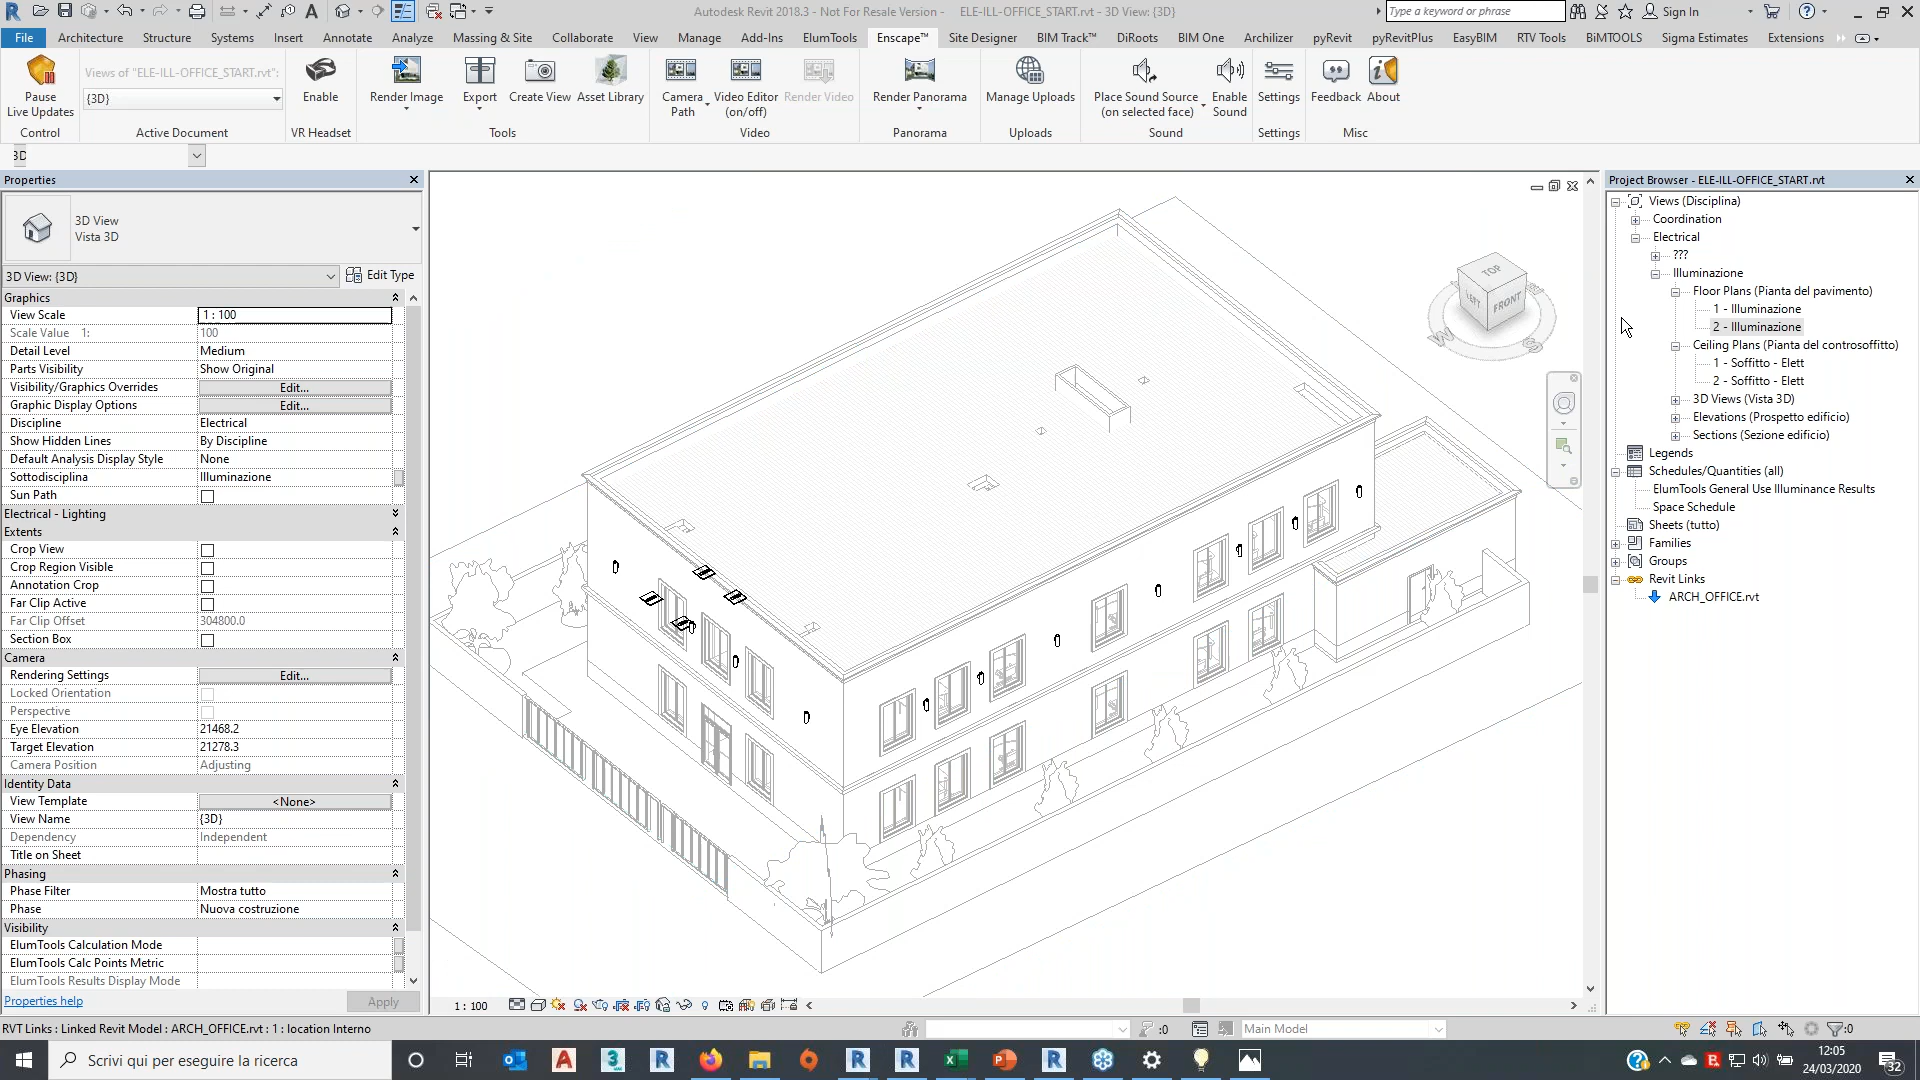 Autodesk Revit 2018.3 - Not For Resale Version - ELE-ILL-OFFICE_START.rvt - 3D View: {3D}
Type a keyword or phrase
Sign In
File Architecture Structure Systems Insert Annotate Analyze Massing & Site Collaborate View Manage Add-Ins ElumTools Enscape™ Site Designer BIM Track™ DiRoots BIM One Archilizer pyRevit pyRevitPlus EasyBIM RTV Tools BiMTOOLS Sigma Estimates Extensions
Pause
Live Updates
Control
Views of "ELE-ILL-OFFICE_START.rvt":
{3D}
Active Document
Enable
VR Headset
Render Image
Export
Create View
Asset Library
Tools
Camera
Path
Video Editor
(on/off)
Render Video
Video
Render Panorama
Panorama
Manage Uploads
Uploads
Place Sound Source
(on selected face)
Enable
Sound
Sound
Settings
Settings
Feedback
About
Misc
Properties
3D View
Vista 3D
3D View: {3D}
Edit Type
Graphics
View Scale 1 : 100
Scale Value 1: 100
Detail Level Medium
Parts Visibility Show Original
Visibility/Graphics Overrides Edit...
Graphic Display Options Edit...
Discipline Electrical
Show Hidden Lines By Discipline
Default Analysis Display Style None
Sottodisciplina Illuminazione
Sun Path
Electrical - Lighting
Extents
Crop View
Crop Region Visible
Annotation Crop
Far Clip Active
Far Clip Offset 304800.0
Section Box
Camera
Rendering Settings Edit...
Locked Orientation
Perspective
Eye Elevation 21468.2
Target Elevation 21278.3
Camera Position Adjusting
Identity Data
View Template <None>
View Name {3D}
Dependency Independent
Title on Sheet
Phasing
Phase Filter Mostra tutto
Phase Nuova costruzione
Visibility
ElumTools Calculation Mode
ElumTools Calc Points Metric
ElumTools Results Display Mode
Properties help
Apply
TOP
LEFT
FRONT
W
S
1 : 100
Project Browser - ELE-ILL-OFFICE_START.rvt
Views (Disciplina)
Coordination
Electrical
???
Illuminazione
Floor Plans (Pianta del pavimento)
1 - Illuminazione
2 - Illuminazione
Ceiling Plans (Pianta del controsoffitto)
1 - Soffitto - Elett
2 - Soffitto - Elett
3D Views (Vista 3D)
Elevations (Prospetto edificio)
Sections (Sezione edificio)
Legends
Schedules/Quantities (all)
ElumTools General Use Illuminance Results
Space Schedule
Sheets (tutto)
Families
Groups
Revit Links
ARCH_OFFICE.rvt
RVT Links : Linked Revit Model : ARCH_OFFICE.rvt : 1 : location Interno
:0
Main Model
:0
Scrivi qui per eseguire la ricerca
12:05
24/03/2020
32